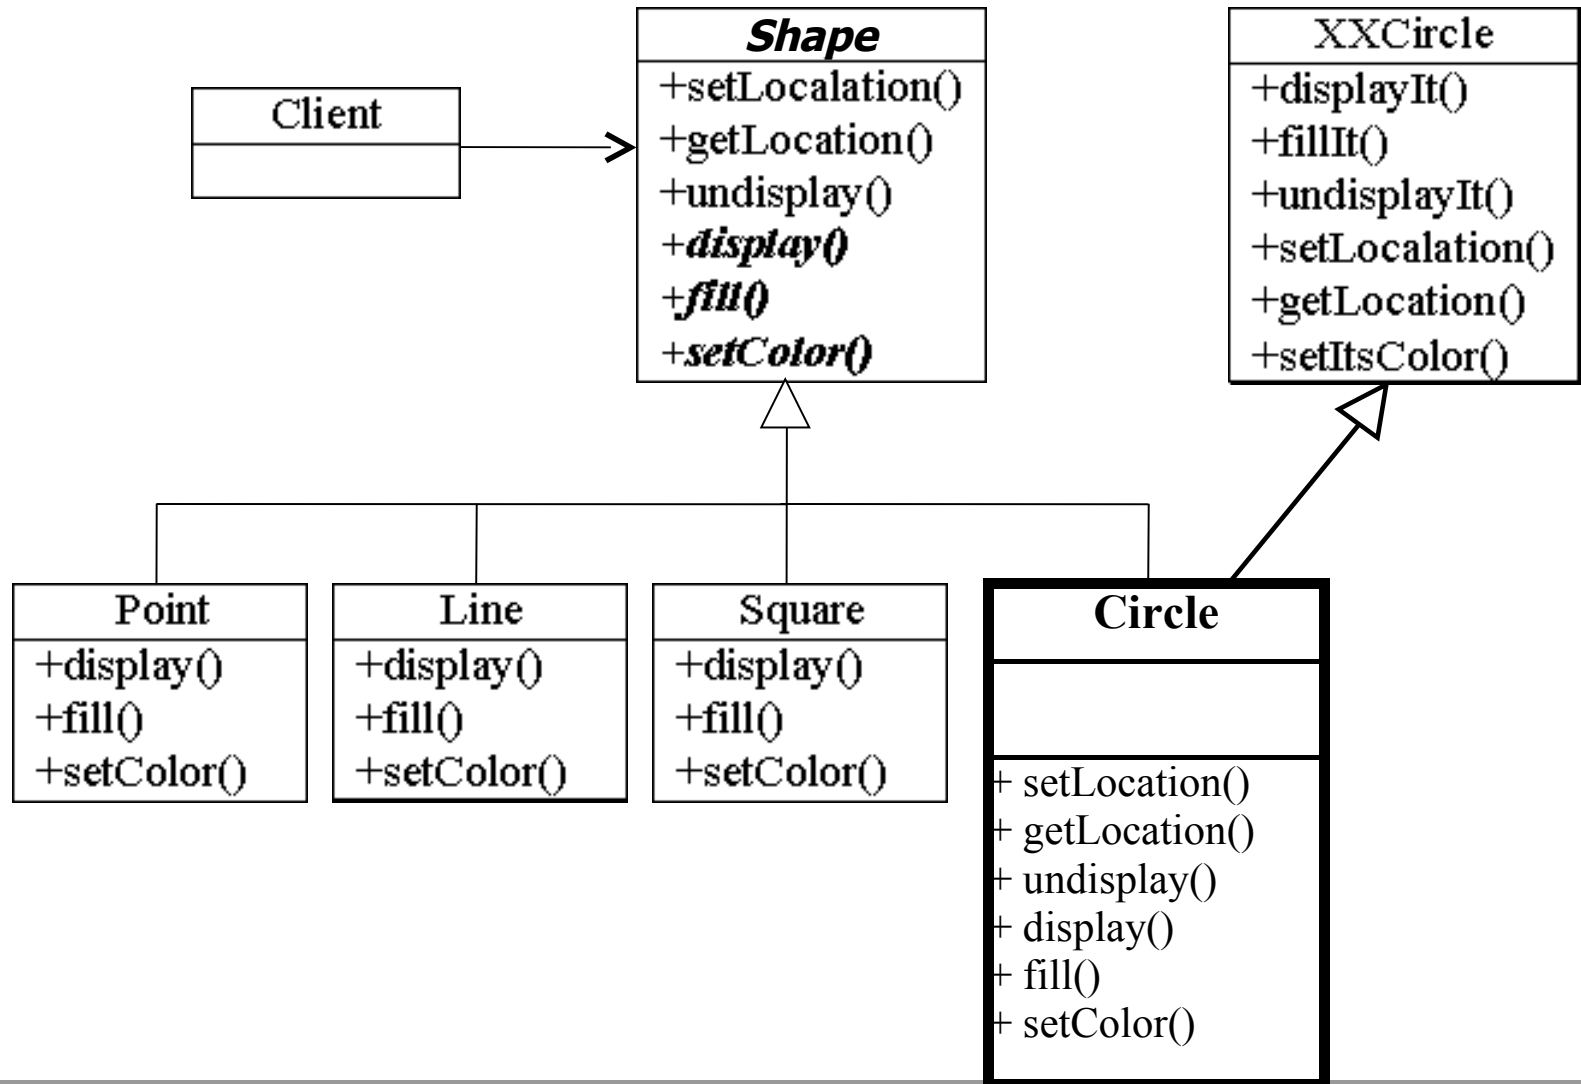 Client
Shape
+setLocalation()
+getLocation()
+undisplay()
+display()
+fill()
+setColor()
XXCircle
+displayIt()
+fillIt()
+undisplayIt()
+setLocalation()
+getLocation()
+setItsColor()
Point
+display()
+fill()
+setColor()
Line
+display()
+fill()
+setColor()
Square
+display()
+fill()
+setColor()
Circle
+ setLocation()
+ getLocation()
+ undisplay()
+ display()
+ fill()
+ setColor()